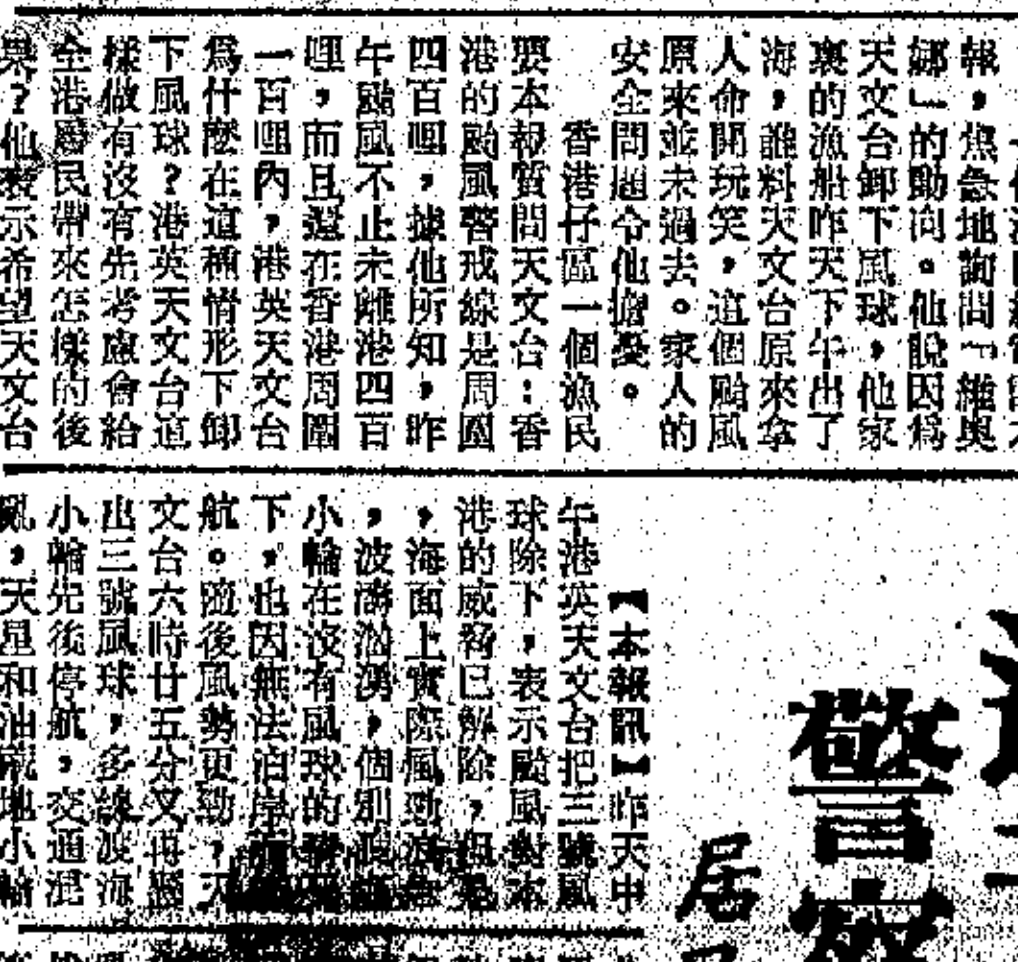 報，焦急地詢問「維奧
娜」的動向。他說因爲
天文台卸下風球，他家
裏的漁船昨天下午出了
海，誰料天文台原來拿
人命開玩笑，這個颱風
原來並未過去。家人的
安全問題令他擔憂。
香港仔區一個漁民
要本報質問天文台：香
港的颱風警戒線是周圍
四百哩，據他所知，昨
午颱風不止未離港四百
哩，而且還在香港周圍
一百哩內，港英天文台
爲什麽在這種情形下卸
下風球？港英天文台這
樣做有沒有先考慮會給
全港居民帶來怎樣的後
果？他表示希望天文台
警
居
【本報訊】昨天中
午港英天文台把三號風
球除下，表示颱風對本
港的威脅已解除，但是
，海面上實際風勁
，波濤洶湧，個別
小輪在沒有風球的
下，也因無法泊岸
航。隨後風勢更勁，天
文台六時廿五分又再懸
出三號風球，多線渡海
小輪先後停航，交通混
亂，天星和油蔴地小輪